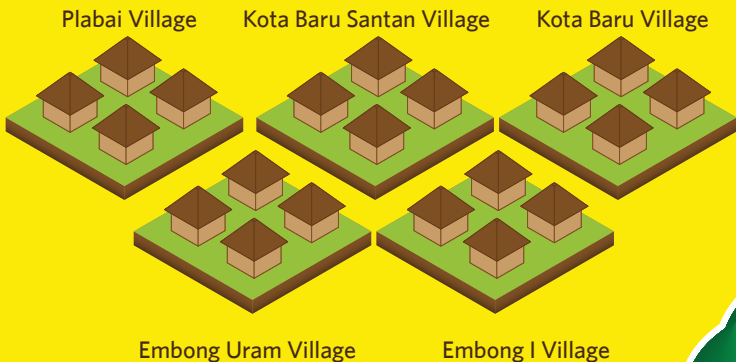 Plabai Village
Kota Baru Santan Village
Kota Baru Village
Embong Uram Village
Embong I Village